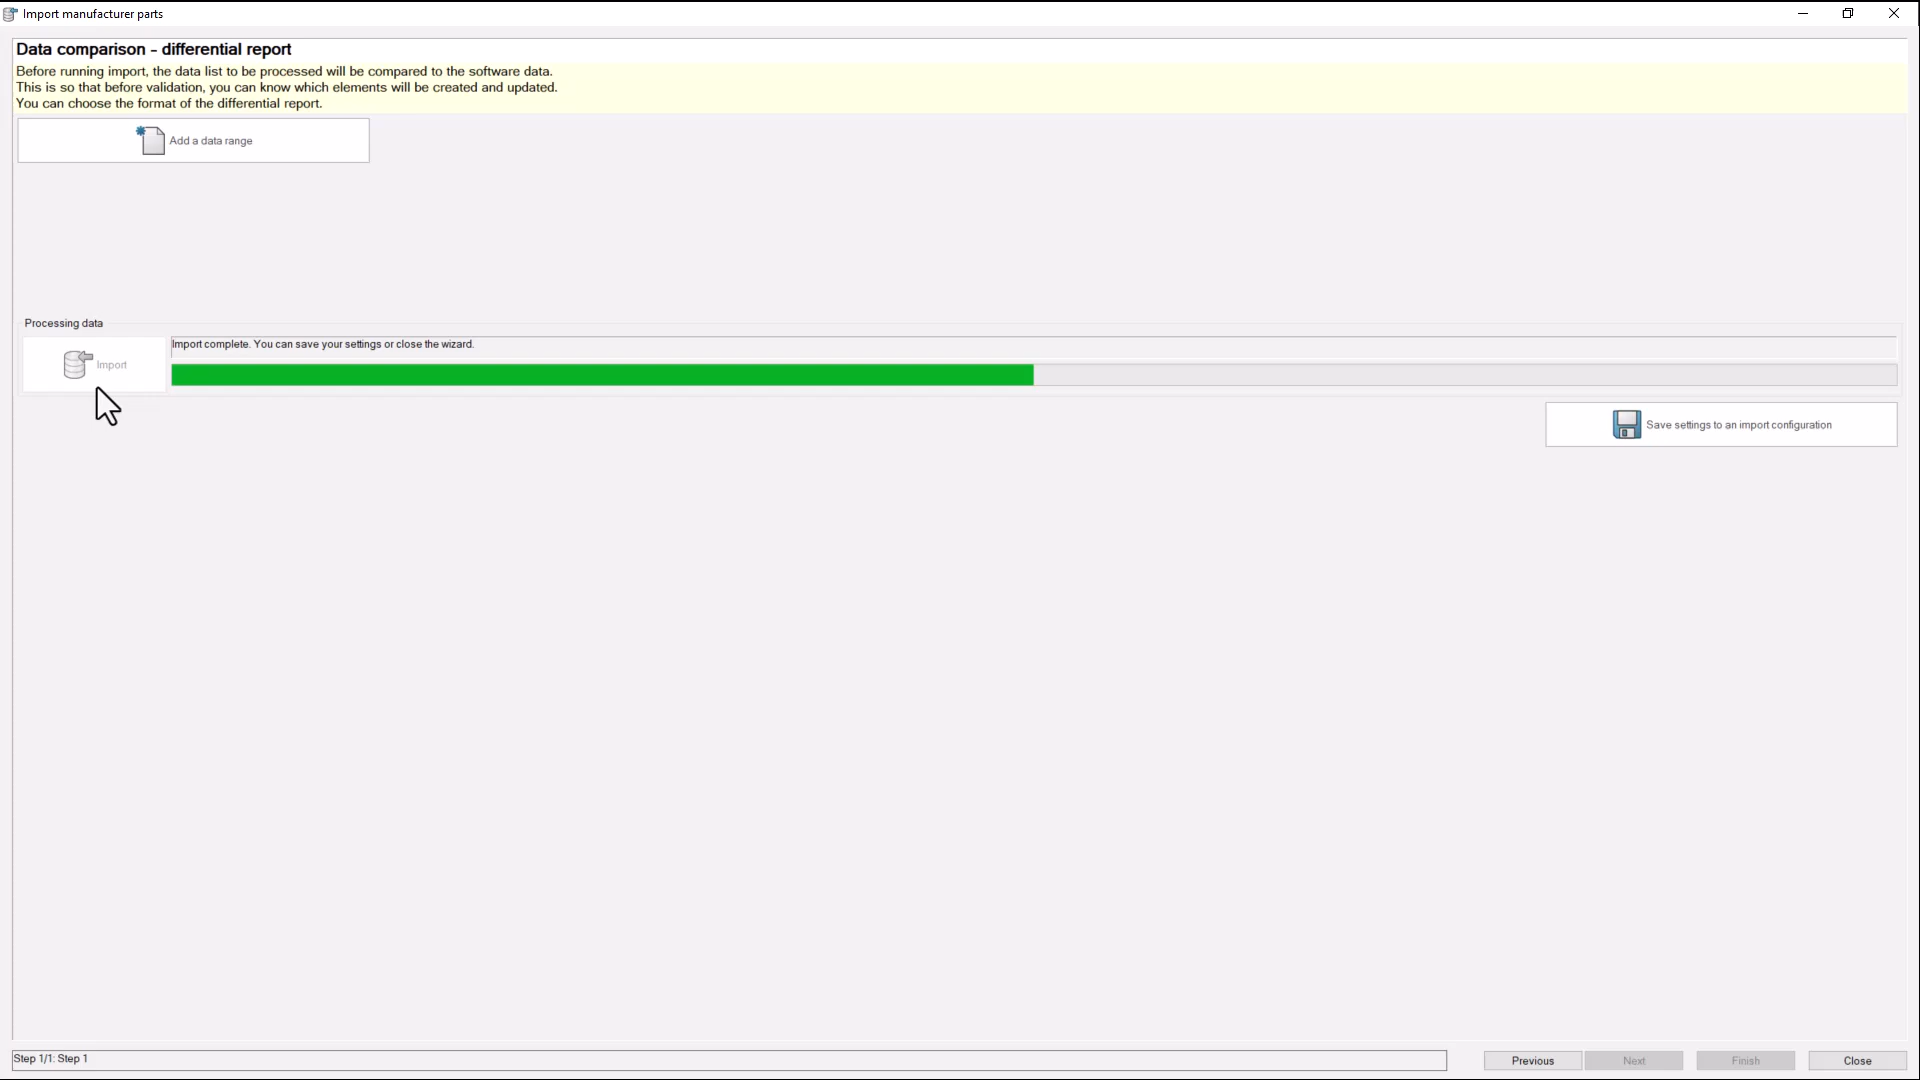 Import manufacturer parts
Data comparison - differential report
Before running import, the data list to be processed will be compared to the software data.
This is so that before validation, you can know which elements will be created and updated.
You can choose the format of the differential report.
Add a data range
Processing data
Import
Import complete. You can save your settings or close the wizard.
Save settings to an import configuration
Step 1/1: Step 1
Previous
Next
Finish
Close